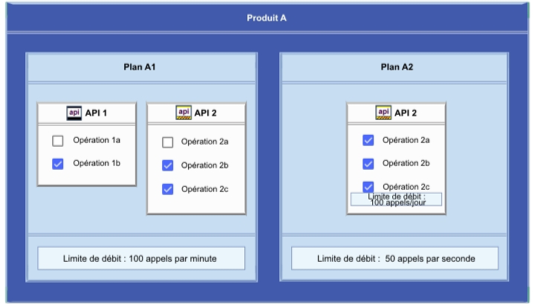 Produit A
Plan A1
Plan A2
api API 1
api API 2
api API 2
Opération 1a
Opération 1b
Opération 2a
Opération 2b
Opération 2c
Opération 2a
Opération 2b
Opération 2c
Limite de débit :
100 appels/jour
Limite de débit : 100 appels par minute
Limite de débit : 50 appels par seconde